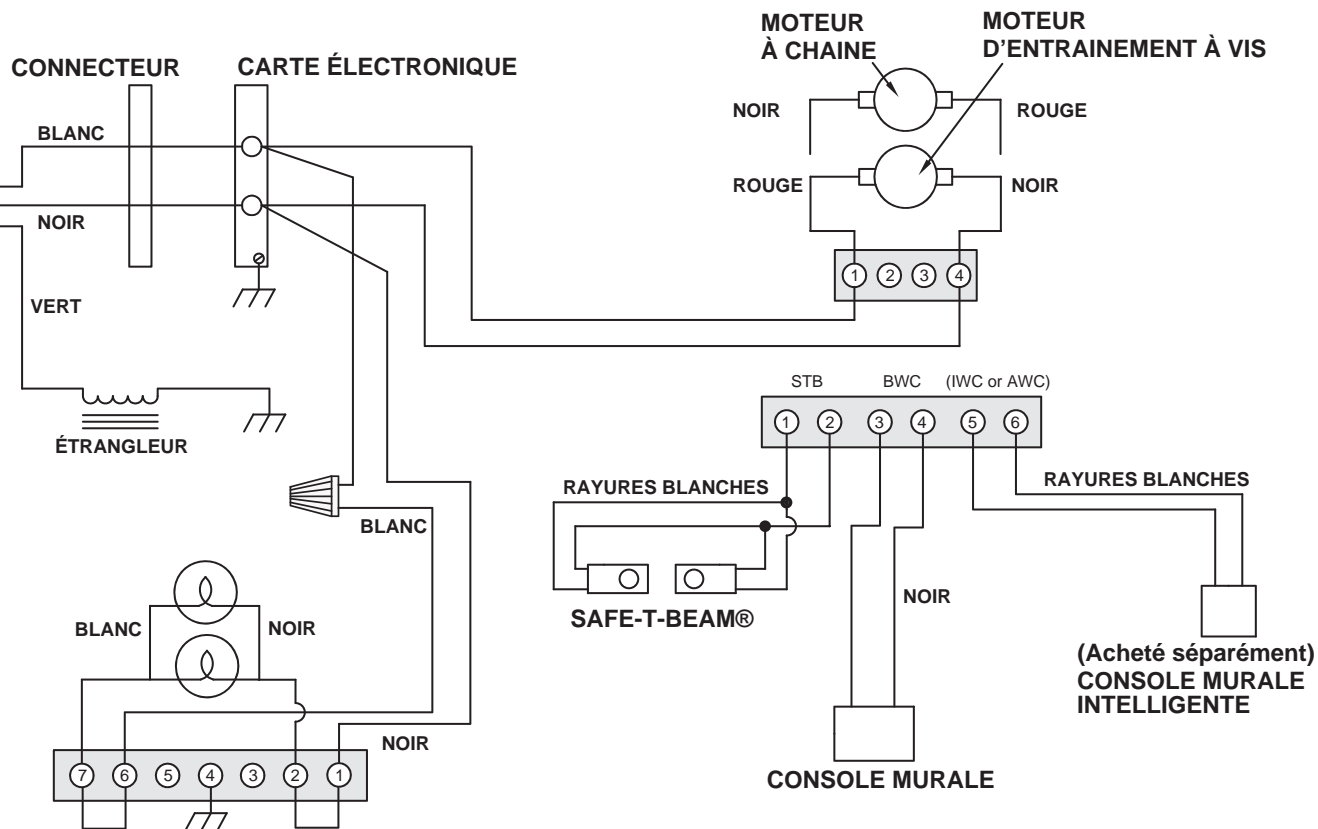 MOTEUR
À CHAINE
MOTEUR
D'ENTRAINEMENT À VIS
CONNECTEUR
CARTE ÉLECTRONIQUE
NOIR
ROUGE
BLANC
ROUGE
NOIR
NOIR
1
2
3
4
VERT
STB
BWC
(IWC or AWC)
1
2
3
4
5
6
ÉTRANGLEUR
RAYURES BLANCHES
RAYURES BLANCHES
BLANC
NOIR
SAFE-T-BEAM®
BLANC
NOIR
(Acheté séparément)
CONSOLE MURALE
INTELLIGENTE
NOIR
7
6
5
4
3
2
1
CONSOLE MURALE